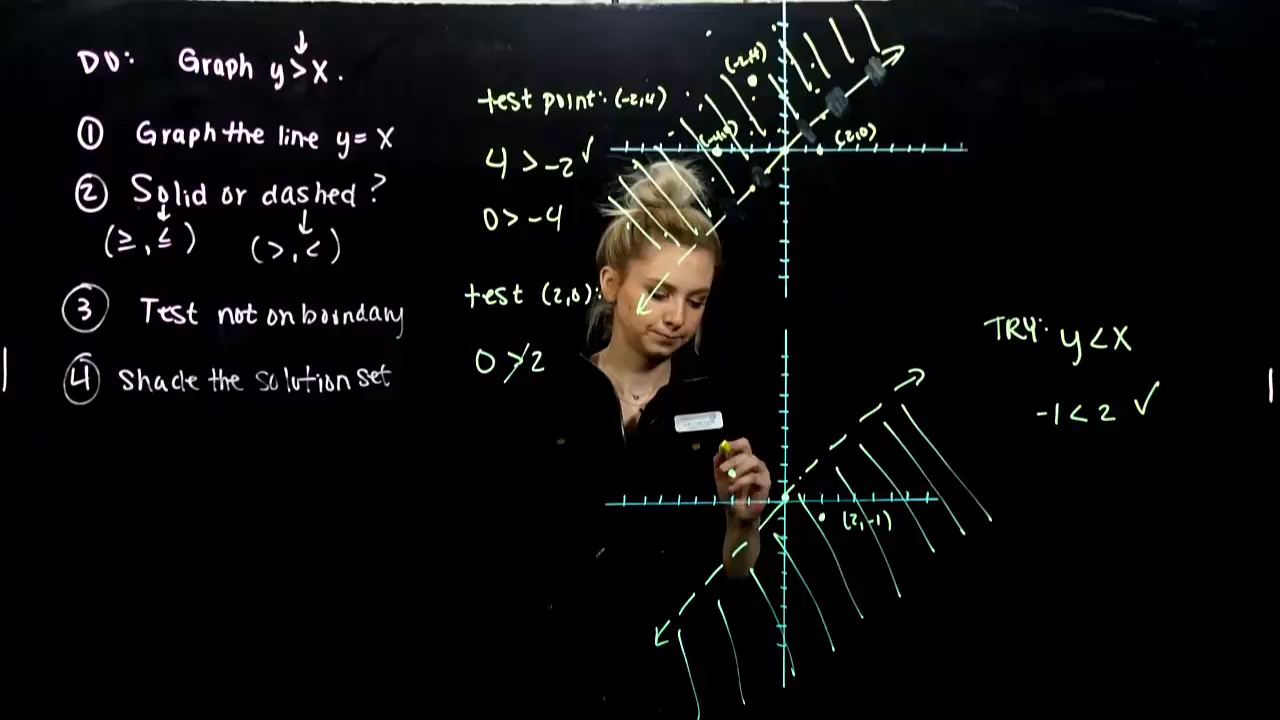 DO: Graph y > x.
① Graph the line y = x
② Solid or dashed?
(≥, ≤) (>, <)
③ Test not on boundary
④ Shade the solution set
test point: (-2,4)
4 > -2 ✓
0 > -4
test (2,0):
0 ≯ 2
(-2,4)
(-4,0)
(2,0)
TRY: y < x
-1 < 2 ✓
(2,-1)